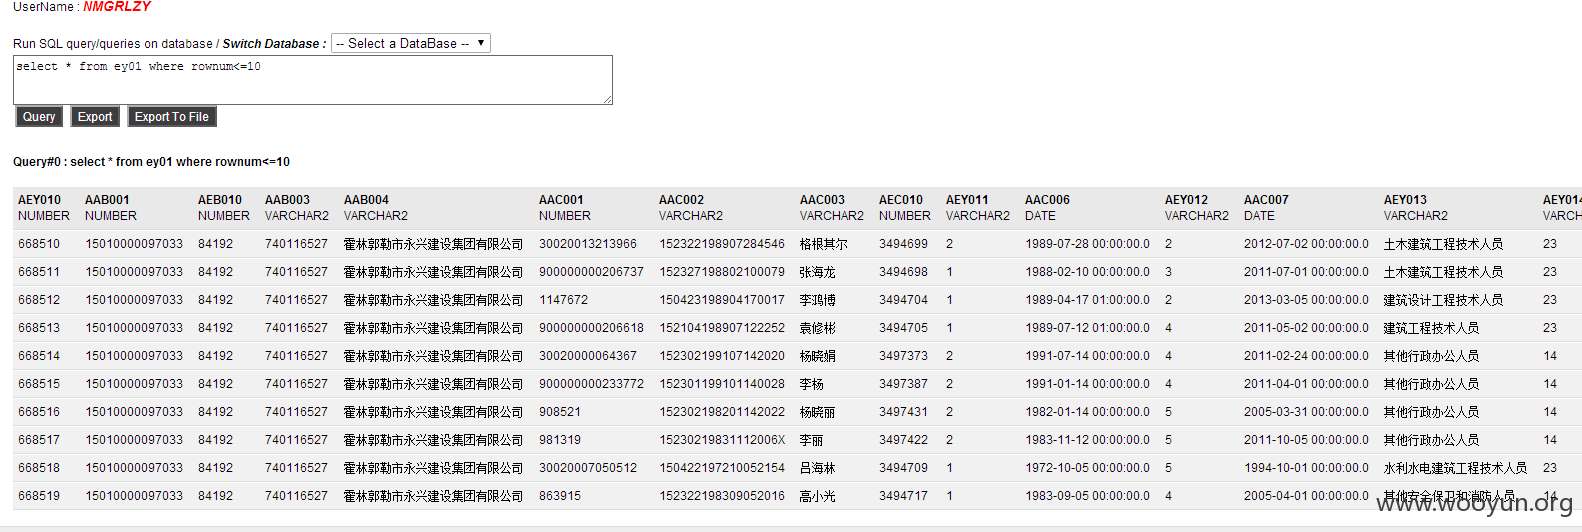 UserName : NMGRLZY
Run SQL query/queries on database / Switch Database : -- Select a DataBase --
select * from ey01 where rownum<=10
Query Export Export To File
Query#0 : select * from ey01 where rownum<=10
AEY010 AAB001 AEB010 AAB003 AAB004 AAC001 AAC002 AAC003 AEC010 AEY011 AAC006 AEY012 AAC007 AEY013 AEY014
NUMBER NUMBER NUMBER VARCHAR2 VARCHAR2 NUMBER VARCHAR2 VARCHAR2 NUMBER VARCHAR2 DATE VARCHAR2 DATE VARCHAR2 VARCH
668510 15010000097033 84192 740116527 霍林郭勒市永兴建设集团有限公司 30020013213966 152322198907284546 格根其尔 3494699 2 1989-07-28 00:00:00.0 2 2012-07-02 00:00:00.0 土木建筑工程技术人员 23
668511 15010000097033 84192 740116527 霍林郭勒市永兴建设集团有限公司 900000000206737 152327198802100079 张海龙 3494698 1 1988-02-10 00:00:00.0 3 2011-07-01 00:00:00.0 土木建筑工程技术人员 23
668512 15010000097033 84192 740116527 霍林郭勒市永兴建设集团有限公司 1147672 150423198904170017 李鸿博 3494704 1 1989-04-17 01:00:00.0 2 2013-03-05 00:00:00.0 建筑设计工程技术人员 23
668513 15010000097033 84192 740116527 霍林郭勒市永兴建设集团有限公司 900000000206618 152104198907122252 袁修彬 3494705 1 1989-07-12 01:00:00.0 4 2011-05-02 00:00:00.0 建筑工程技术人员 23
668514 15010000097033 84192 740116527 霍林郭勒市永兴建设集团有限公司 30020000064367 152302199107142020 杨晓娟 3497373 2 1991-07-14 00:00:00.0 4 2011-02-24 00:00:00.0 其他行政办公人员 14
668515 15010000097033 84192 740116527 霍林郭勒市永兴建设集团有限公司 900000000233772 152301199101140028 李杨 3497387 2 1991-01-14 00:00:00.0 4 2011-04-01 00:00:00.0 其他行政办公人员 14
668516 15010000097033 84192 740116527 霍林郭勒市永兴建设集团有限公司 908521 152302198201142022 杨晓丽 3497431 2 1982-01-14 00:00:00.0 5 2005-03-31 00:00:00.0 其他行政办公人员 14
668517 15010000097033 84192 740116527 霍林郭勒市永兴建设集团有限公司 981319 15230219831112006X 李丽 3497422 2 1983-11-12 00:00:00.0 5 2011-10-05 00:00:00.0 其他行政办公人员 14
668518 15010000097033 84192 740116527 霍林郭勒市永兴建设集团有限公司 30020007050512 150422197210052154 吕海林 3494709 1 1972-10-05 00:00:00.0 5 1994-10-01 00:00:00.0 水利水电建筑工程技术人员 23
668519 15010000097033 84192 740116527 霍林郭勒市永兴建设集团有限公司 863915 152322198309052016 高小光 3494717 1 1983-09-05 00:00:00.0 4 2005-04-01 00:00:00.0 其他安全保卫和消防人员 14
www.wooyun.org